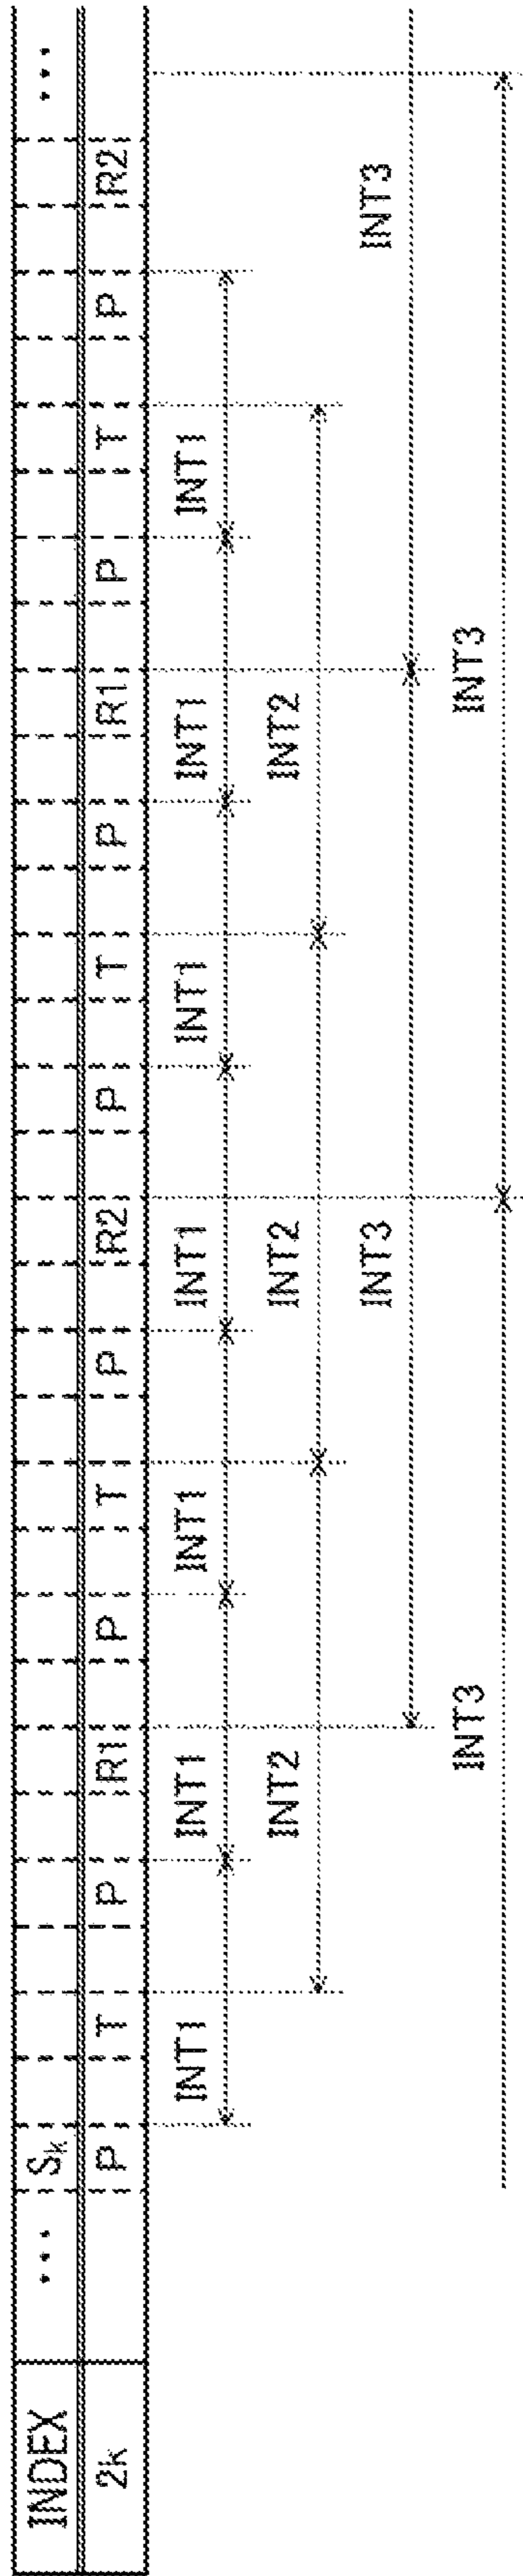 INDEX ... Sₖ ...
2k P T P R1 P T P R2 P T P R1 P T P R2
INT1 INT1 INT1 INT1 INT1 INT1 INT1
INT2 INT2 INT2
INT3 INT3
INT3 INT3